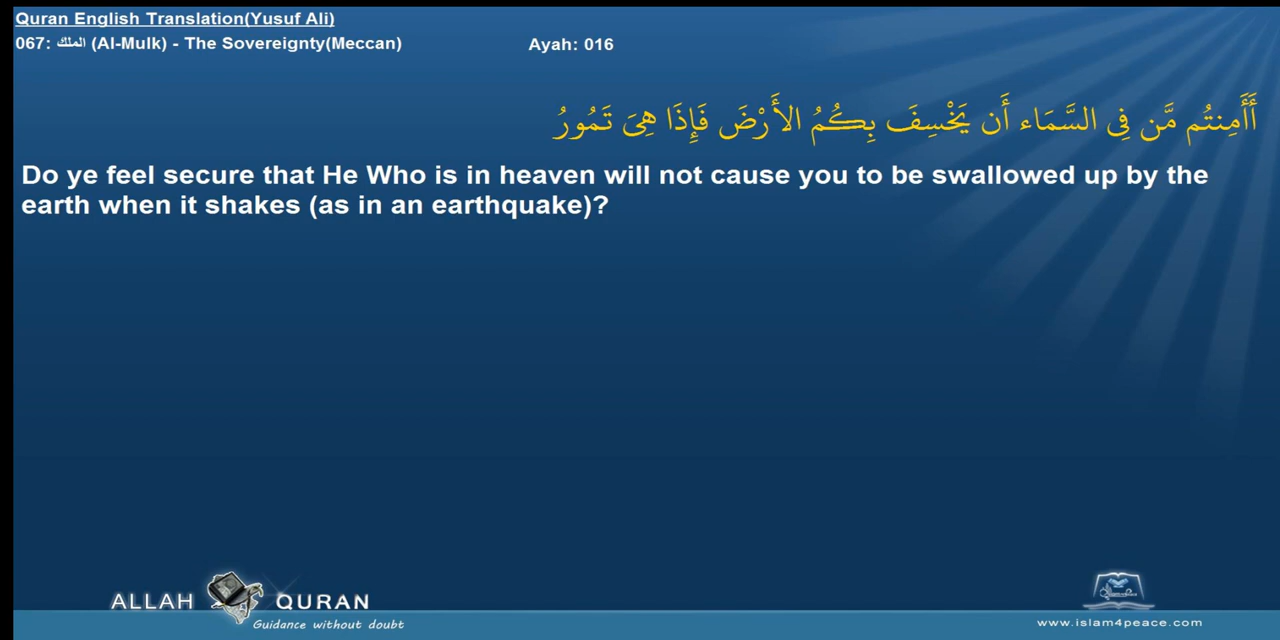 Quran English Translation(Yusuf Ali)
067: الملك (Al-Mulk) - The Sovereignty(Meccan) Ayah: 016
أَأَمِنتُم مَّن فِى السَّمَاء أَن يَخْسِفَ بِكُمُ الأَرْضَ فَإِذَا هِىَ تَمُورُ
Do ye feel secure that He Who is in heaven will not cause you to be swallowed up by the
earth when it shakes (as in an earthquake)?
ALLAH QURAN
Guidance without doubt
www.islam4peace.com